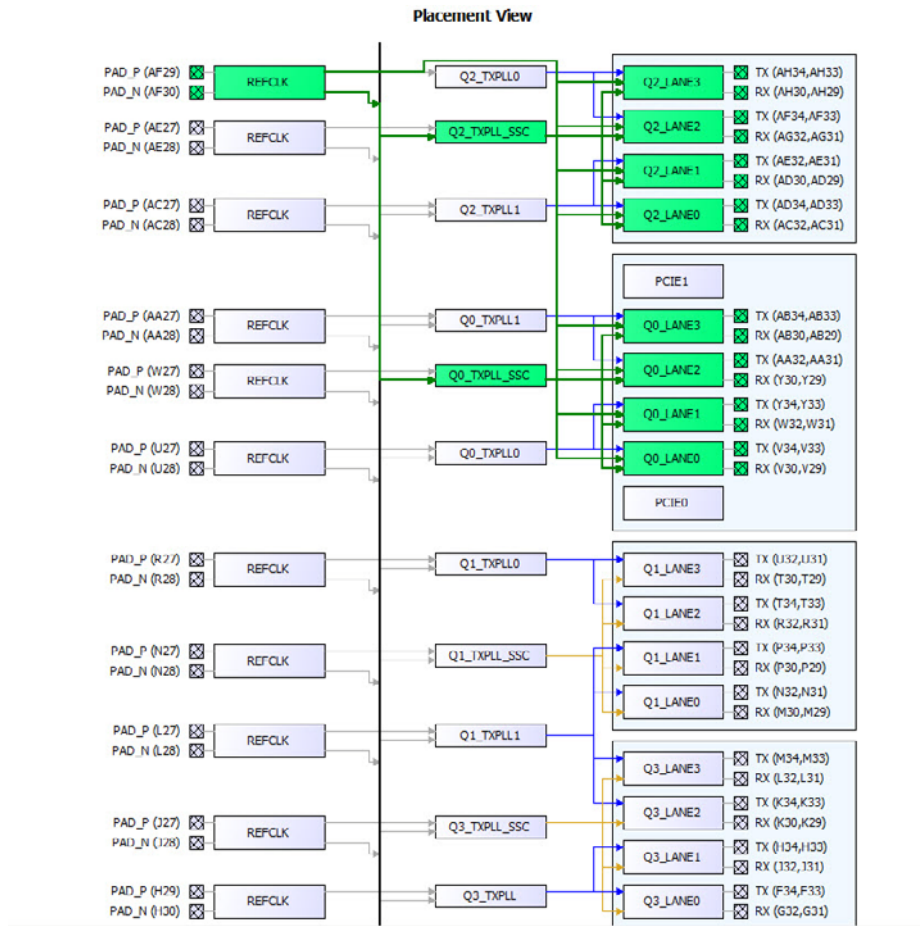 Placement View
PAD_P (AF29)
PAD_N (AF30)
REFCLK
Q2_TXPLL0
Q2_LANE3
TX (AH34,AH33)
RX (AH30,AH29)
PAD_P (AE27)
PAD_N (AE28)
REFCLK
Q2_TXPLL_SSC
Q2_LANE2
TX (AF34,AF33)
RX (AG32,AG31)
Q2_LANE1
TX (AE32,AE31)
RX (AD30,AD29)
PAD_P (AC27)
PAD_N (AC28)
REFCLK
Q2_TXPLL1
Q2_LANE0
TX (AD34,AD33)
RX (AC32,AC31)
PCIE1
PAD_P (AA27)
PAD_N (AA28)
REFCLK
Q0_TXPLL1
Q0_LANE3
TX (AB34,AB33)
RX (AB30,AB29)
PAD_P (W27)
PAD_N (W28)
REFCLK
Q0_TXPLL_SSC
Q0_LANE2
TX (AA32,AA31)
RX (Y30,Y29)
Q0_LANE1
TX (Y34,Y33)
RX (W32,W31)
PAD_P (U27)
PAD_N (U28)
REFCLK
Q0_TXPLL0
Q0_LANE0
TX (V34,V33)
RX (V30,V29)
PCIE0
PAD_P (R27)
PAD_N (R28)
REFCLK
Q1_TXPLL0
Q1_LANE3
TX (U32,U31)
RX (T30,T29)
Q1_LANE2
TX (T34,T33)
RX (R32,R31)
PAD_P (N27)
PAD_N (N28)
REFCLK
Q1_TXPLL_SSC
Q1_LANE1
TX (P34,P33)
RX (P30,P29)
Q1_LANE0
TX (N32,N31)
RX (M30,M29)
PAD_P (L27)
PAD_N (L28)
REFCLK
Q1_TXPLL1
Q3_LANE3
TX (M34,M33)
RX (L32,L31)
PAD_P (J27)
PAD_N (J28)
REFCLK
Q3_TXPLL_SSC
Q3_LANE2
TX (K34,K33)
RX (K30,K29)
Q3_LANE1
TX (H34,H33)
RX (J32,J31)
PAD_P (H29)
PAD_N (H30)
REFCLK
Q3_TXPLL
Q3_LANE0
TX (F34,F33)
RX (G32,G31)